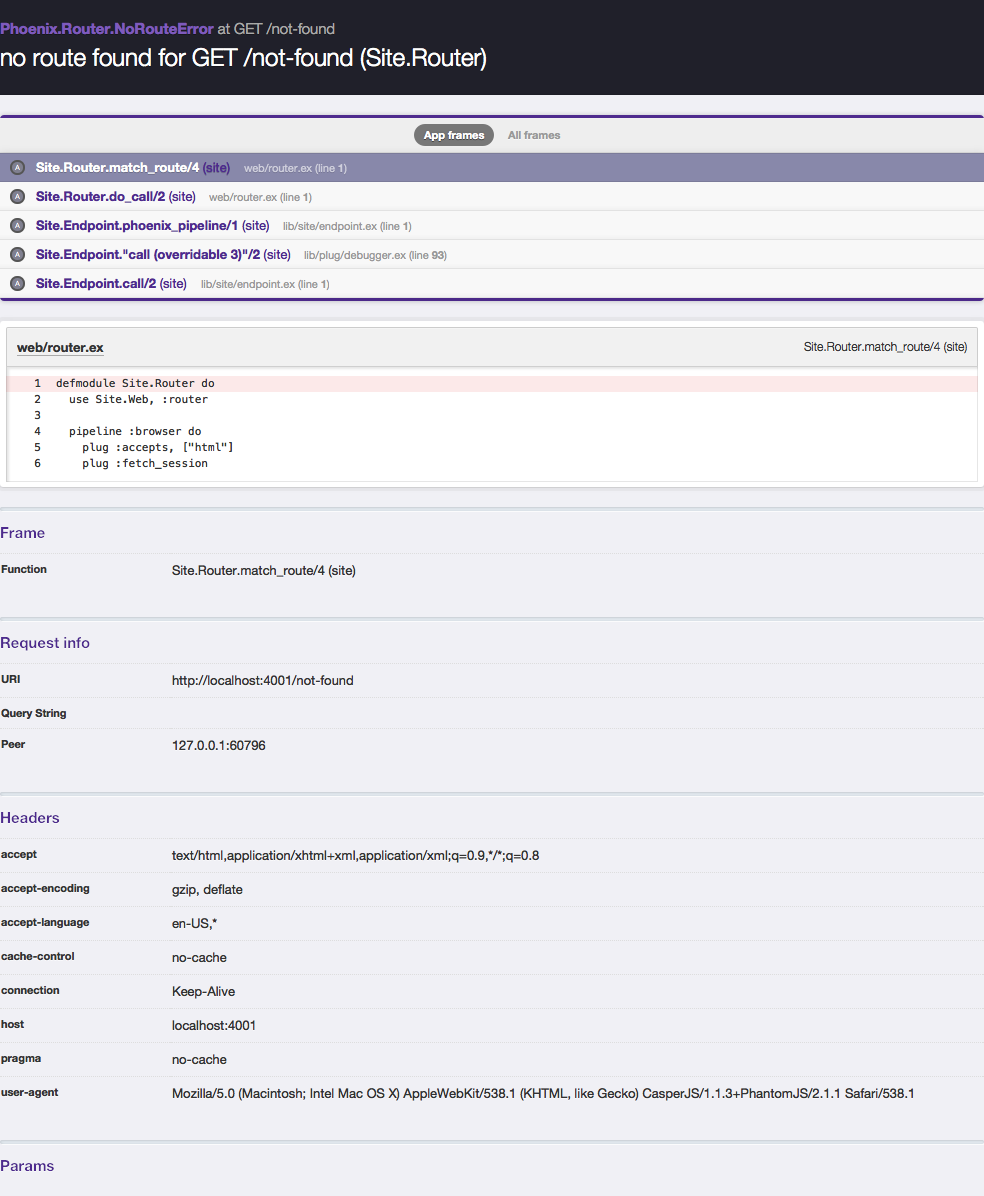 Phoenix.Router.NoRouteError at GET /not-found
no route found for GET /not-found (Site.Router)
App frames All frames
A Site.Router.match_route/4 (site) web/router.ex (line 1)
A Site.Router.do_call/2 (site) web/router.ex (line 1)
A Site.Endpoint.phoenix_pipeline/1 (site) lib/site/endpoint.ex (line 1)
A Site.Endpoint."call (overridable 3)"/2 (site) lib/plug/debugger.ex (line 93)
A Site.Endpoint.call/2 (site) lib/site/endpoint.ex (line 1)
web/router.ex Site.Router.match_route/4 (site)
1 defmodule Site.Router do
2   use Site.Web, :router
3
4   pipeline :browser do
5     plug :accepts, ["html"]
6     plug :fetch_session
Frame
Function Site.Router.match_route/4 (site)
Request info
URI http://localhost:4001/not-found
Query String
Peer 127.0.0.1:60796
Headers
accept text/html,application/xhtml+xml,application/xml;q=0.9,*/*;q=0.8
accept-encoding gzip, deflate
accept-language en-US,*
cache-control no-cache
connection Keep-Alive
host localhost:4001
pragma no-cache
user-agent Mozilla/5.0 (Macintosh; Intel Mac OS X) AppleWebKit/538.1 (KHTML, like Gecko) CasperJS/1.1.3+PhantomJS/2.1.1 Safari/538.1
Params